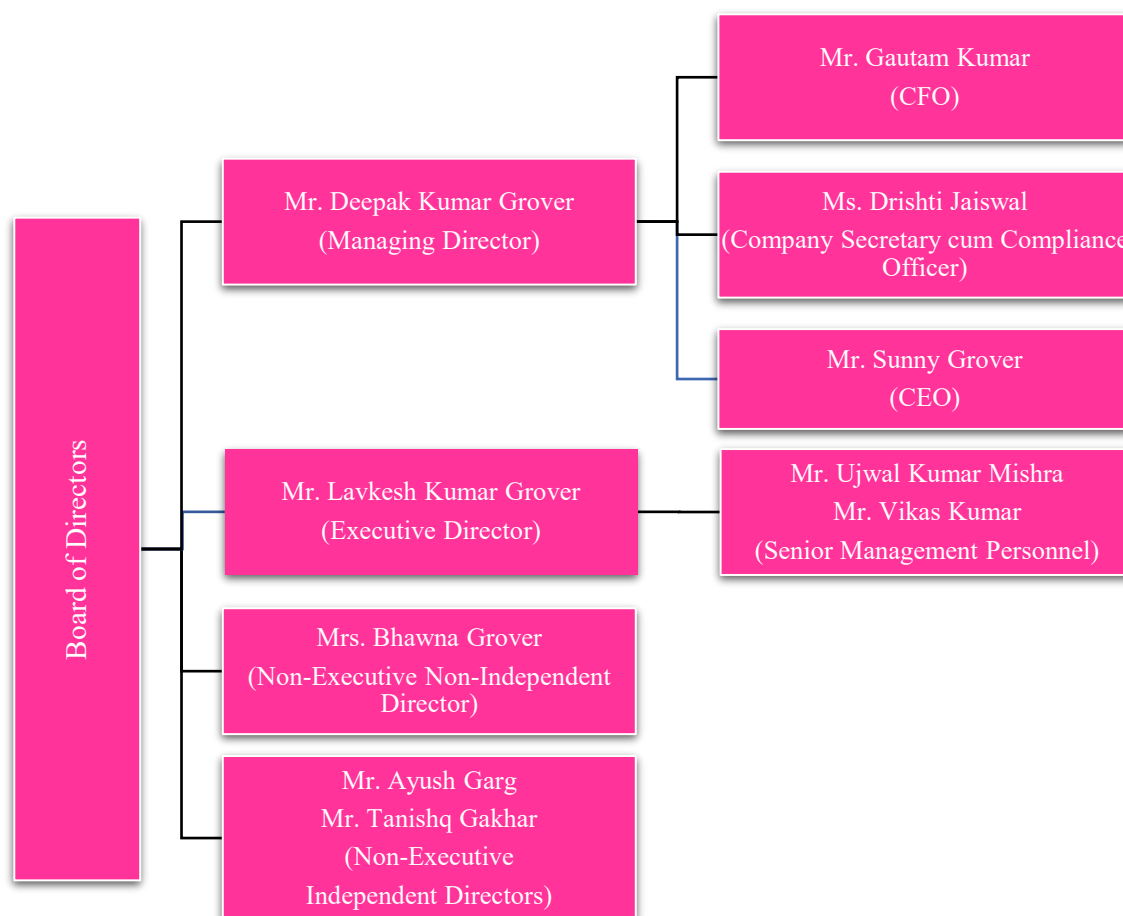 Board of Directors
Mr. Deepak Kumar Grover
(Managing Director)
Mr. Gautam Kumar
(CFO)
Ms. Drishti Jaiswal
(Company Secretary cum Compliance
Officer)
Mr. Sunny Grover
(CEO)
Mr. Lavkesh Kumar Grover
(Executive Director)
Mr. Ujwal Kumar Mishra
Mr. Vikas Kumar
(Senior Management Personnel)
Mrs. Bhawna Grover
(Non-Executive Non-Independent
Director)
Mr. Ayush Garg
Mr. Tanishq Gakhar
(Non-Executive
Independent Directors)